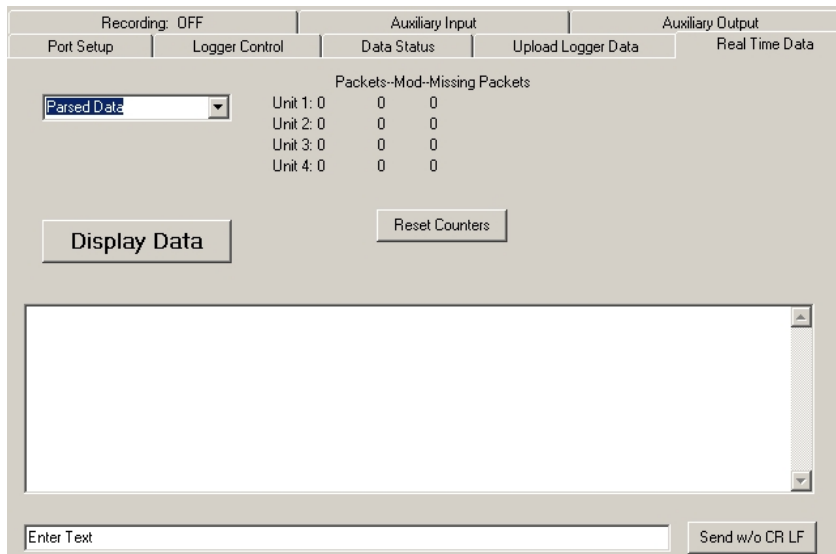 Recording: OFF Auxiliary Input Auxiliary Output
Port Setup Logger Control Data Status Upload Logger Data Real Time Data
Packets--Mod--Missing Packets
Parsed Data
Unit 1: 0 0 0
Unit 2: 0 0 0
Unit 3: 0 0 0
Unit 4: 0 0 0
Display Data
Reset Counters
Enter Text
Send w/o CR LF